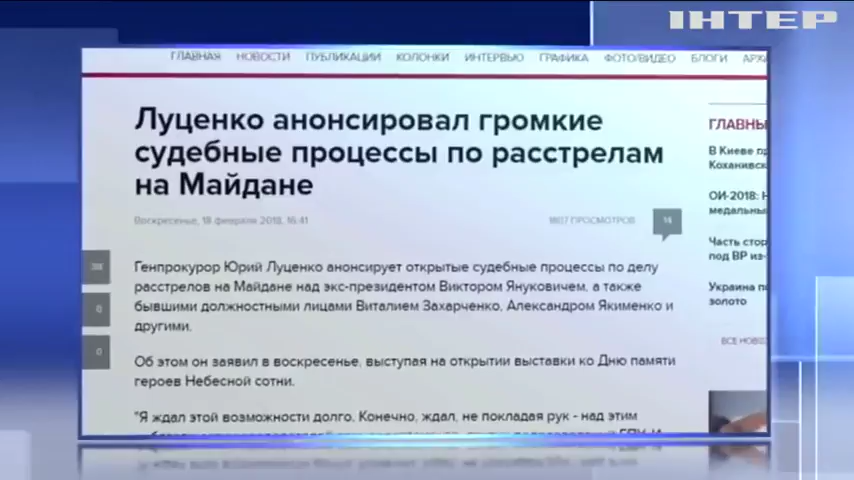 ІНТЕР
ГЛАВНАЯ НОВОСТИ ПУБЛИКАЦИИ КОЛОНКИ ИНТЕРВЬЮ ГРАФИКА ФОТО/ВИДЕО БЛОГИ
Луценко анонсировал громкие
судебные процессы по расстрелам
на Майдане
Воскресенье, 18 февраля 2018, 16:41
14
Генпрокурор Юрий Луценко анонсирует открытые судебные процессы по делу
расстрелов на Майдане над экс-президентом Виктором Януковичем, а также
бывшими должностными лицами Виталием Захарченко, Александром Якименко и
другими.
Об этом он заявил в воскресенье, выступая на открытии выставки ко Дню памяти
героев Небесной сотни.
"Я ждал этой возможности долго. Конечно, ждал, не покладая рук - над этим
ГЛАВНЫ
В Киеве
ОИ-2018:
медальны
Часть стор
под ВР из-
Украина
золото
ВСЕ
0
0